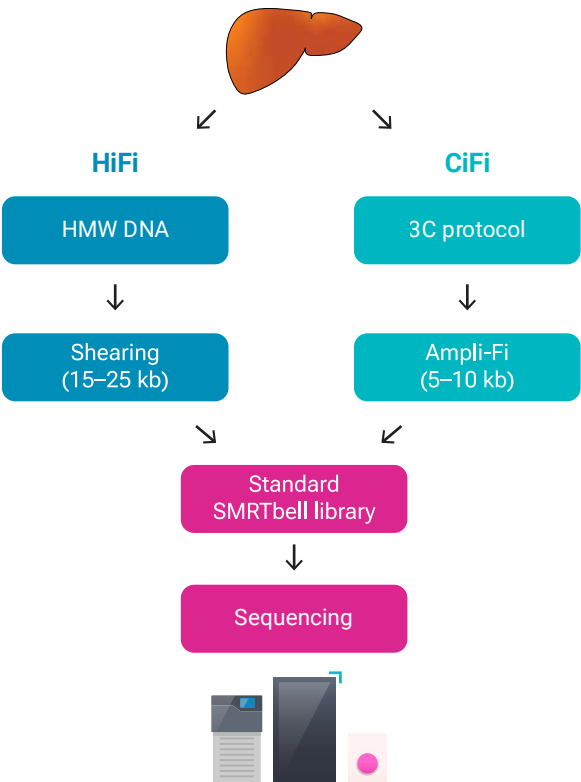 HiFi
CiFi
HMW DNA
3C protocol
Shearing
(15–25 kb)
Ampli-Fi
(5–10 kb)
Standard
SMRTbell library
Sequencing